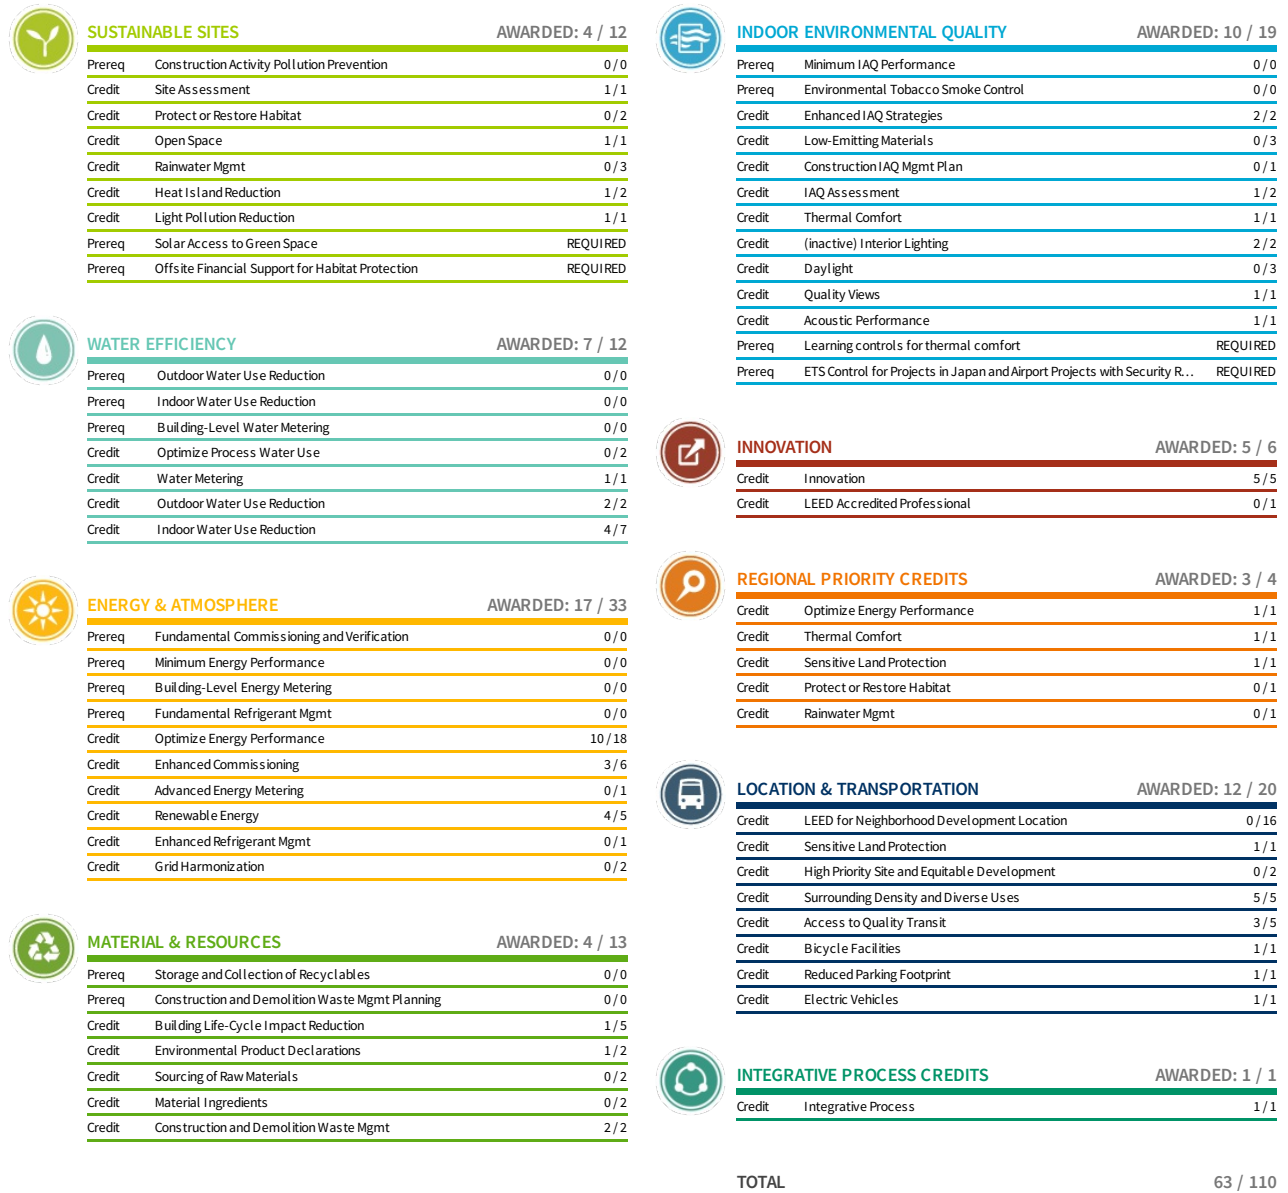 SUSTAINABLE SITES AWARDED: 4 / 12
Prereq Construction Activity Pollution Prevention 0 / 0
Credit Site Assessment 1 / 1
Credit Protect or Restore Habitat 0 / 2
Credit Open Space 1 / 1
Credit Rainwater Mgmt 0 / 3
Credit Heat Island Reduction 1 / 2
Credit Light Pollution Reduction 1 / 1
Prereq Solar Access to Green Space REQUIRED
Prereq Offsite Financial Support for Habitat Protection REQUIRED
WATER EFFICIENCY AWARDED: 7 / 12
Prereq Outdoor Water Use Reduction 0 / 0
Prereq Indoor Water Use Reduction 0 / 0
Prereq Building-Level Water Metering 0 / 0
Credit Optimize Process Water Use 0 / 2
Credit Water Metering 1 / 1
Credit Outdoor Water Use Reduction 2 / 2
Credit Indoor Water Use Reduction 4 / 7
ENERGY & ATMOSPHERE AWARDED: 17 / 33
Prereq Fundamental Commissioning and Verification 0 / 0
Prereq Minimum Energy Performance 0 / 0
Prereq Building-Level Energy Metering 0 / 0
Prereq Fundamental Refrigerant Mgmt 0 / 0
Credit Optimize Energy Performance 10 / 18
Credit Enhanced Commissioning 3 / 6
Credit Advanced Energy Metering 0 / 1
Credit Renewable Energy 4 / 5
Credit Enhanced Refrigerant Mgmt 0 / 1
Credit Grid Harmonization 0 / 2
MATERIAL & RESOURCES AWARDED: 4 / 13
Prereq Storage and Collection of Recyclables 0 / 0
Prereq Construction and Demolition Waste Mgmt Planning 0 / 0
Credit Building Life-Cycle Impact Reduction 1 / 5
Credit Environmental Product Declarations 1 / 2
Credit Sourcing of Raw Materials 0 / 2
Credit Material Ingredients 0 / 2
Credit Construction and Demolition Waste Mgmt 2 / 2
INDOOR ENVIRONMENTAL QUALITY AWARDED: 10 / 19
Prereq Minimum IAQ Performance 0 / 0
Prereq Environmental Tobacco Smoke Control 0 / 0
Credit Enhanced IAQ Strategies 2 / 2
Credit Low-Emitting Materials 0 / 3
Credit Construction IAQ Mgmt Plan 0 / 1
Credit IAQ Assessment 1 / 2
Credit Thermal Comfort 1 / 1
Credit (inactive) Interior Lighting 2 / 2
Credit Daylight 0 / 3
Credit Quality Views 1 / 1
Credit Acoustic Performance 1 / 1
Prereq Learning controls for thermal comfort REQUIRED
Prereq ETS Control for Projects in Japan and Airport Projects with Security R... REQUIRED
INNOVATION AWARDED: 5 / 6
Credit Innovation 5 / 5
Credit LEED Accredited Professional 0 / 1
REGIONAL PRIORITY CREDITS AWARDED: 3 / 4
Credit Optimize Energy Performance 1 / 1
Credit Thermal Comfort 1 / 1
Credit Sensitive Land Protection 1 / 1
Credit Protect or Restore Habitat 0 / 1
Credit Rainwater Mgmt 0 / 1
LOCATION & TRANSPORTATION AWARDED: 12 / 20
Credit LEED for Neighborhood Development Location 0 / 16
Credit Sensitive Land Protection 1 / 1
Credit High Priority Site and Equitable Development 0 / 2
Credit Surrounding Density and Diverse Uses 5 / 5
Credit Access to Quality Transit 3 / 5
Credit Bicycle Facilities 1 / 1
Credit Reduced Parking Footprint 1 / 1
Credit Electric Vehicles 1 / 1
INTEGRATIVE PROCESS CREDITS AWARDED: 1 / 1
Credit Integrative Process 1 / 1
TOTAL 63 / 110